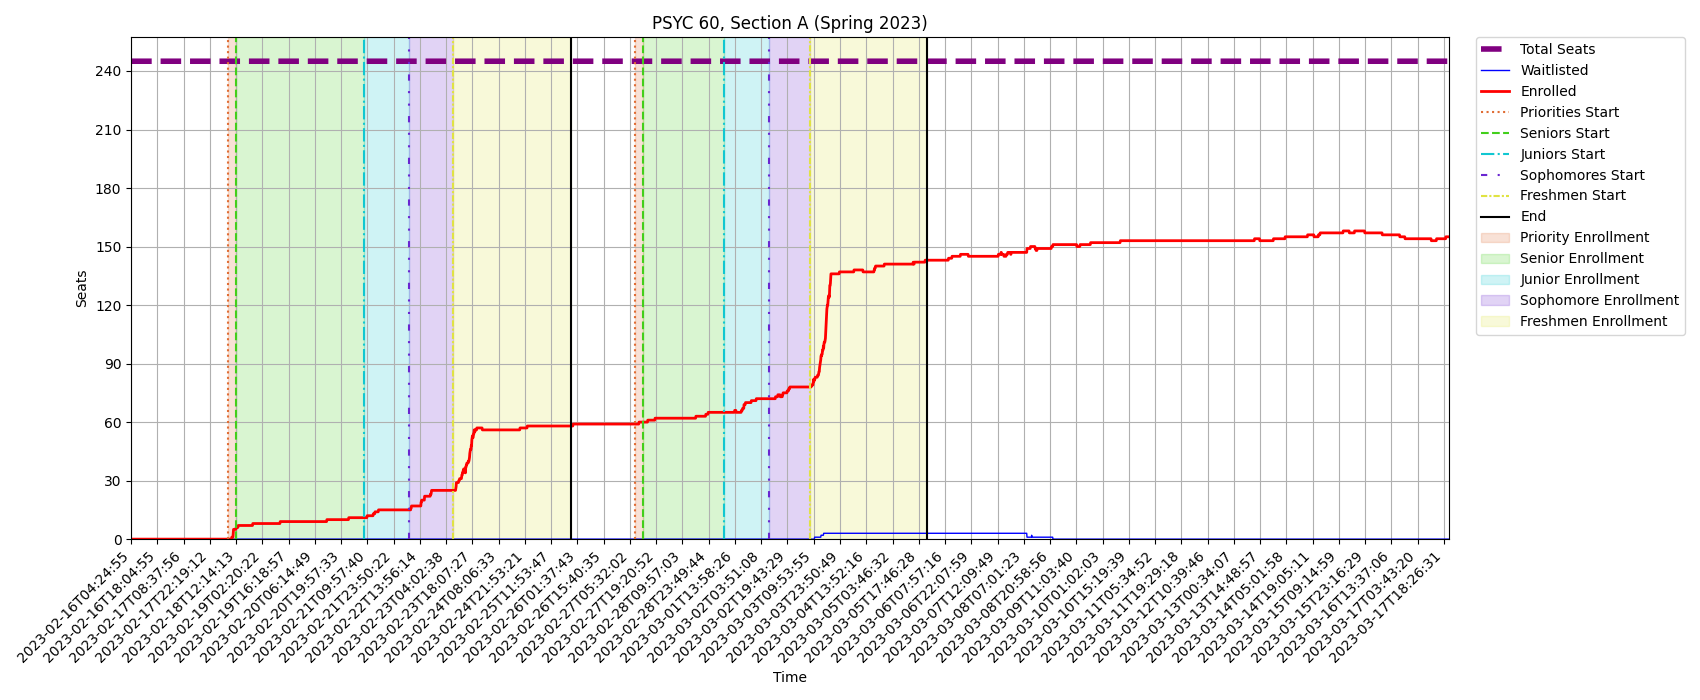 PSYC 60, Section A (Spring 2023)
Seats
240
210
180
150
120
90
60
30
0
2023-02-16T04:24:55
2023-02-16T18:04:55
2023-02-17T08:37:56
2023-02-17T22:19:12
2023-02-18T12:14:13
2023-02-19T02:20:22
2023-02-19T16:18:57
2023-02-20T06:14:49
2023-02-20T19:57:33
2023-02-21T09:57:40
2023-02-21T23:50:22
2023-02-22T13:56:14
2023-02-23T04:02:38
2023-02-23T18:07:27
2023-02-24T08:06:33
2023-02-24T21:53:21
2023-02-25T11:53:47
2023-02-26T01:37:43
2023-02-26T15:40:35
2023-02-27T05:32:02
2023-02-27T19:20:52
2023-02-28T09:57:03
2023-02-28T23:49:44
2023-03-01T13:58:26
2023-03-02T03:51:08
2023-03-02T19:43:29
2023-03-03T09:53:55
2023-03-03T23:50:49
2023-03-04T13:52:16
2023-03-05T03:46:32
2023-03-05T17:46:28
2023-03-06T07:57:16
2023-03-06T22:07:59
2023-03-07T12:09:49
2023-03-08T07:01:23
2023-03-08T20:58:56
2023-03-09T11:03:40
2023-03-10T01:02:03
2023-03-10T15:19:39
2023-03-11T05:34:52
2023-03-11T19:29:18
2023-03-12T10:39:46
2023-03-13T00:34:07
2023-03-13T14:48:57
2023-03-14T05:01:58
2023-03-14T19:05:11
2023-03-15T09:14:59
2023-03-15T23:16:29
2023-03-16T13:37:06
2023-03-17T03:43:20
2023-03-17T18:26:31
Time
Total Seats
Waitlisted
Enrolled
Priorities Start
Seniors Start
Juniors Start
Sophomores Start
Freshmen Start
End
Priority Enrollment
Senior Enrollment
Junior Enrollment
Sophomore Enrollment
Freshmen Enrollment